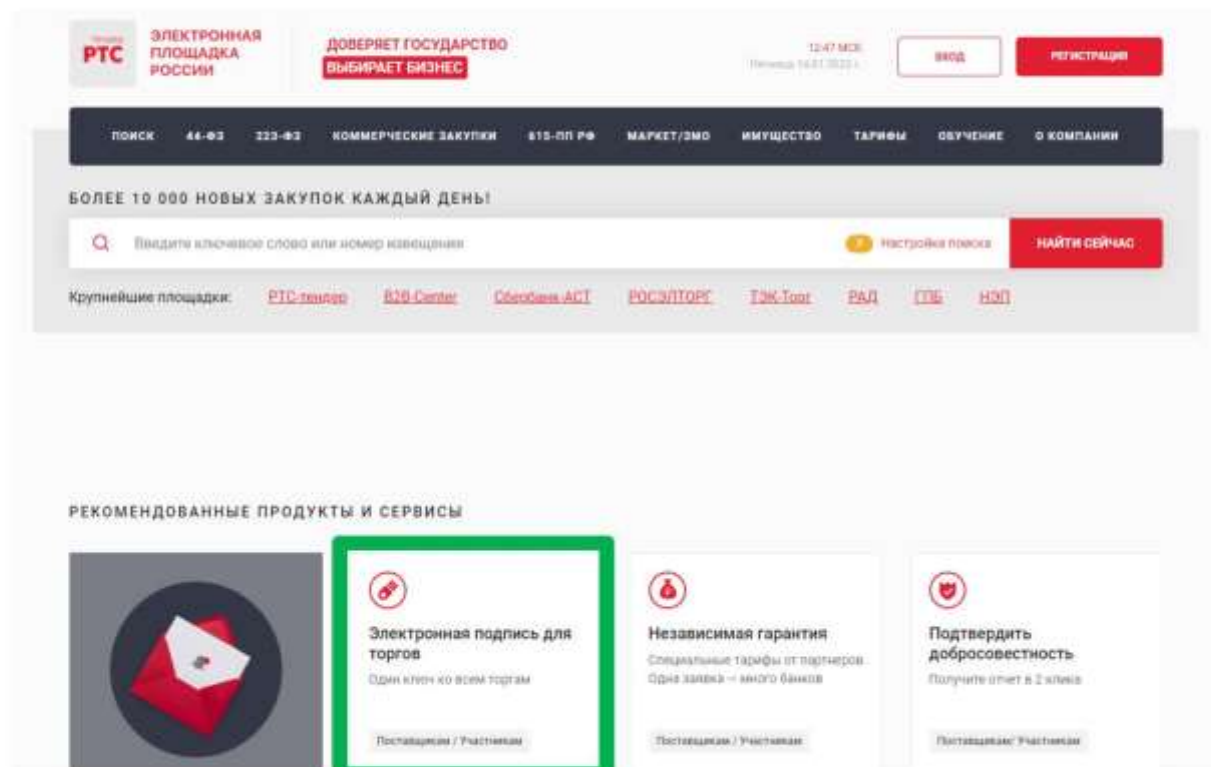 РТС
ЭЛЕКТРОННАЯ
ПЛОЩАДКА
РОССИИ
ДОВЕРЯЕТ ГОСУДАРСТВО
ВЫБИРАЕТ БИЗНЕС
12:47 МСК
ВХОД
РЕГИСТРАЦИЯ
ПОИСК 44-ФЗ 223-ФЗ КОММЕРЧЕСКИЕ ЗАКУПКИ 615-ПП РФ МАРКЕТ/ЗМО ИМУЩЕСТВО ТАРИФЫ ОБУЧЕНИЕ О КОМПАНИИ
БОЛЕЕ 10 000 НОВЫХ ЗАКУПОК КАЖДЫЙ ДЕНЬ!
Введите ключевое слово или номер извещения
Настройка поиска
НАЙТИ СЕЙЧАС
Крупнейшие площадки: РТС-тендер B2B-Center Сбербанк-АСТ РОСЭЛТОРГ ТЭК-Торг РАД ГПБ НЭП
РЕКОМЕНДОВАННЫЕ ПРОДУКТЫ И СЕРВИСЫ
Электронная подпись для
торгов
Один ключ ко всем торгам
Поставщикам / Участникам
Независимая гарантия
Специальные тарифы от партнеров.
Одна заявка — много банков
Поставщикам / Участникам
Подтвердить
добросовестность
Получите отчет в 2 клика
Поставщикам/ Участникам